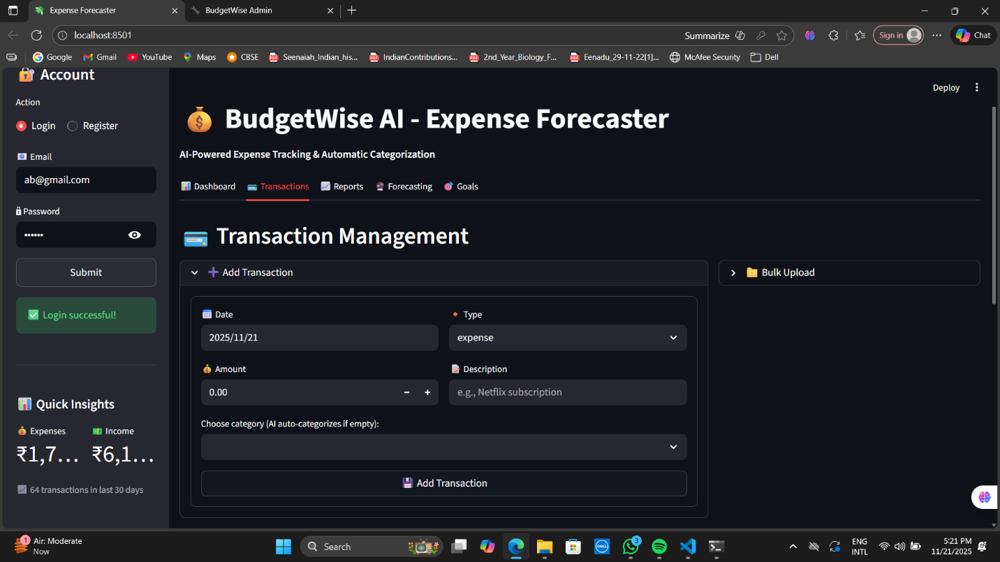 Expense Forecaster
BudgetWise Admin
localhost:8501
Summarize
Sign in
Chat
Google
Gmail
YouTube
Maps
CBSE
Seenaiah_Indian_his...
IndianContributions...
2nd_Year_Biology_F...
Eenadu_29-11-22[1]...
McAfee Security
Dell
Account
Action
Login
Register
Email
ab@gmail.com
Password
••••••
Submit
Login successful!
Quick Insights
Expenses
Income
₹1,7...
₹6,1...
64 transactions in last 30 days
Deploy
BudgetWise AI - Expense Forecaster
AI-Powered Expense Tracking & Automatic Categorization
Dashboard
Transactions
Reports
Forecasting
Goals
Transaction Management
Add Transaction
Bulk Upload
Date
Type
2025/11/21
expense
Amount
Description
0.00
e.g., Netflix subscription
Choose category (AI auto-categorizes if empty):
Add Transaction
1
Air: Moderate
Now
Search
DELL
3
ENG
INTL
5:21 PM
11/21/2025